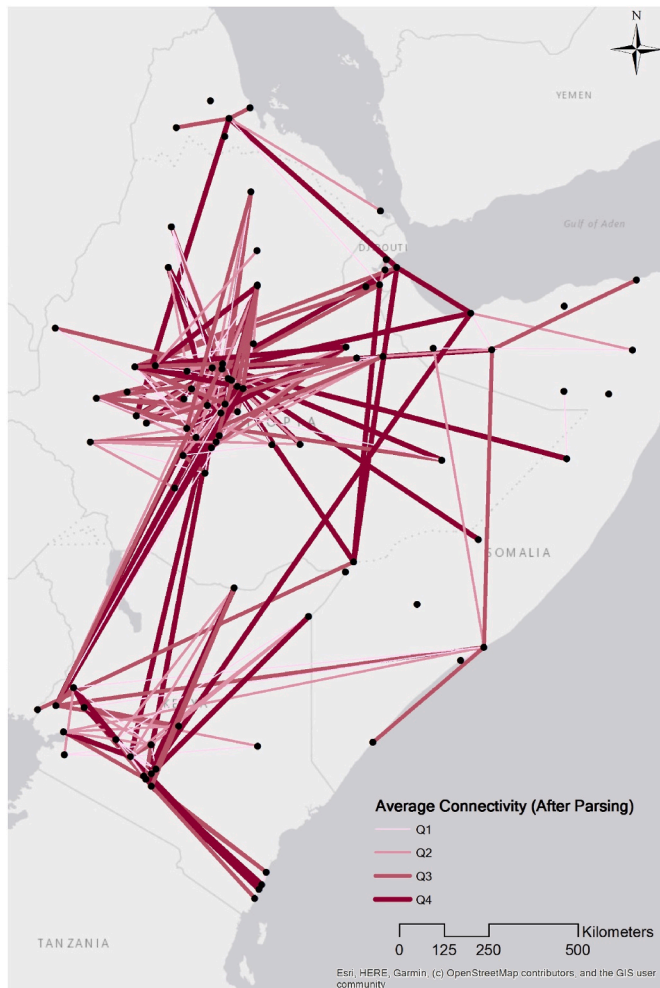 N
YEMEN
Gulf of Aden
DJIBOUTI
SOMALIA
Average Connectivity (After Parsing)
Q1
Q2
Q3
Q4
Kilometers
0 125 250 500
TANZANIA
Esri, HERE, Garmin, (c) OpenStreetMap contributors, and the GIS user
community